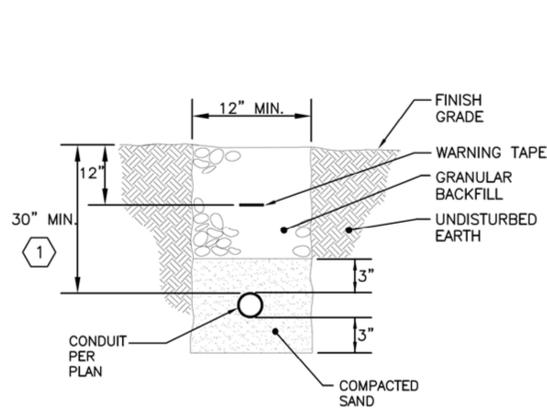 12" MIN.
FINISH
GRADE
WARNING TAPE
12"
GRANULAR
BACKFILL
30" MIN.
UNDISTURBED
EARTH
1
3"
3"
CONDUIT
PER
PLAN
COMPACTED
SAND